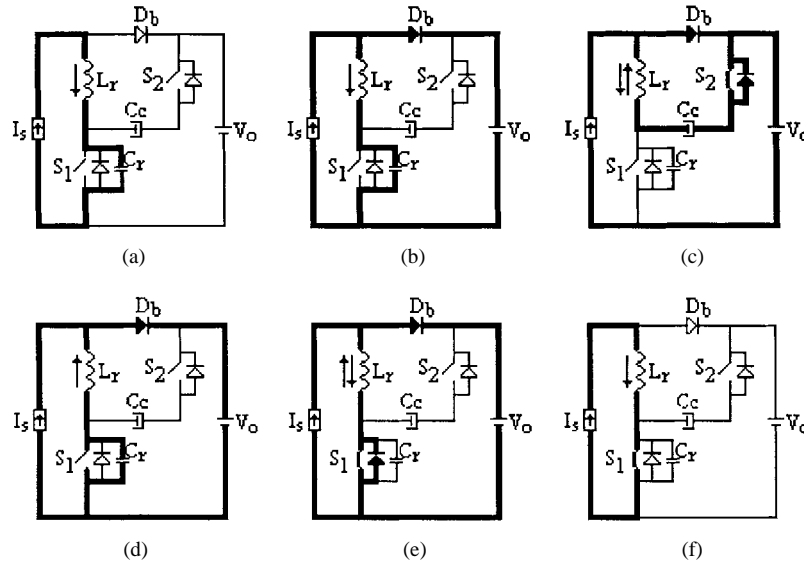 Db
Lr
S2
Cc
Is
Vo
S1
Cr
(a)
Db
Lr
S2
Cc
Is
Vo
S1
Cr
(b)
Db
Lr
S2
Cc
Is
Vo
S1
Cr
(c)
Db
Lr
S2
Cc
Is
Vo
S1
Cr
(d)
Db
Lr
S2
Cc
Is
Vo
S1
Cr
(e)
Db
Lr
S2
Cc
Is
Vo
S1
Cr
(f)